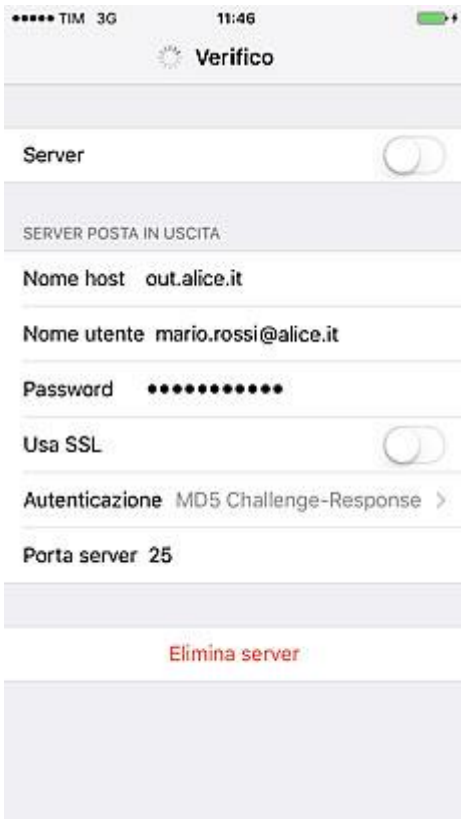 TIM 3G 11:46
Verifico
Server
SERVER POSTA IN USCITA
Nome host out.alice.it
Nome utente mario.rossi@alice.it
Password ●●●●●●●●●●●
Usa SSL
Autenticazione MD5 Challenge-Response >
Porta server 25
Elimina server